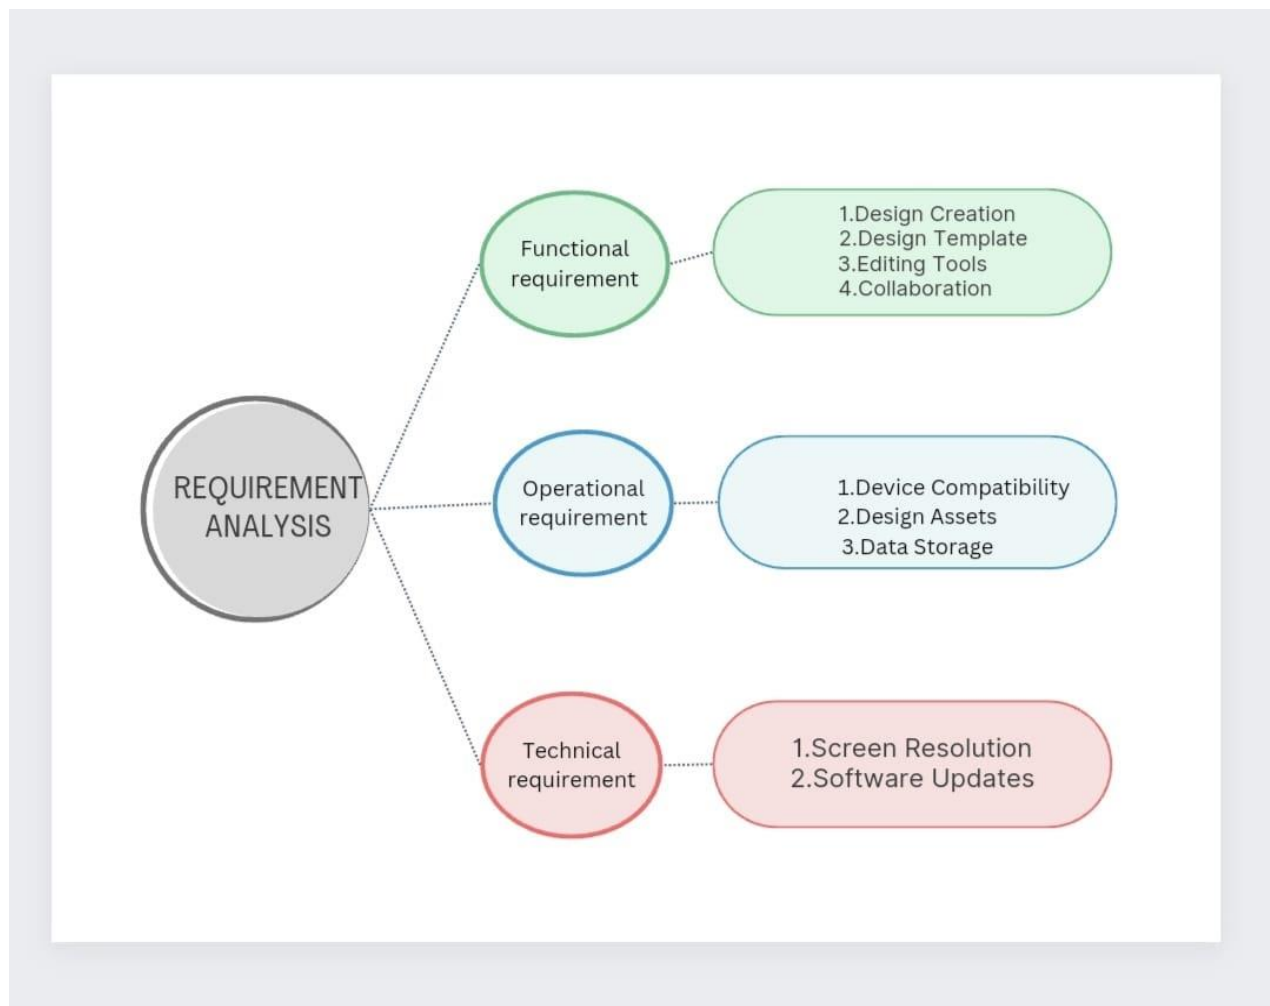 REQUIREMENT
ANALYSIS
Functional
requirement
1.Design Creation
2.Design Template
3.Editing Tools
4.Collaboration
Operational
requirement
1.Device Compatibility
2.Design Assets
3.Data Storage
Technical
requirement
1.Screen Resolution
2.Software Updates